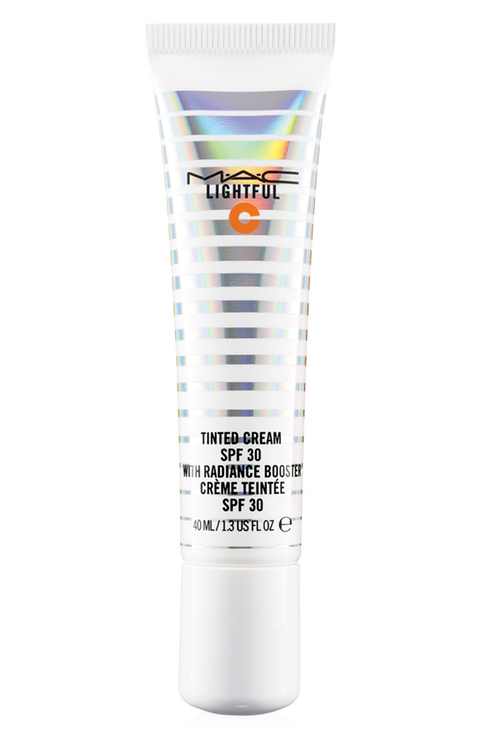 M·A·C
LIGHTFUL
C
TINTED CREAM
SPF 30
"WITH RADIANCE BOOSTER"
CRÈME TEINTÉE
SPF 30
40 ML / 1.3 US FL OZ ℮